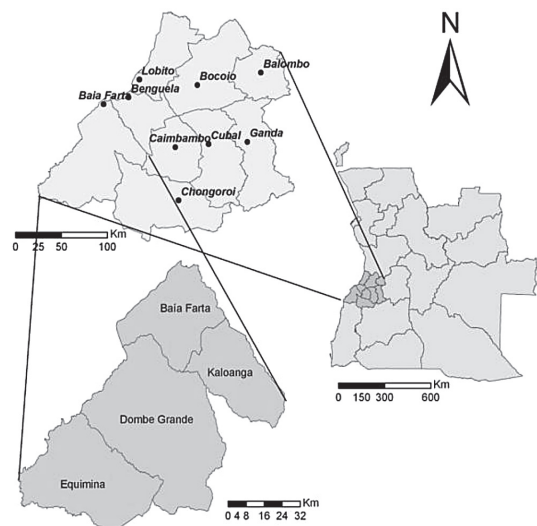 N
Lobito
Balombo
Bocoio
Baia Farta
Benguela
Caimbambo
Cubal
Ganda
Chongoroi
Km
0 25 50 100
Baía Farta
Kaloanga
Dombe Grande
Equimina
Km
0 4 8 16 24 32
Km
0 150 300 600